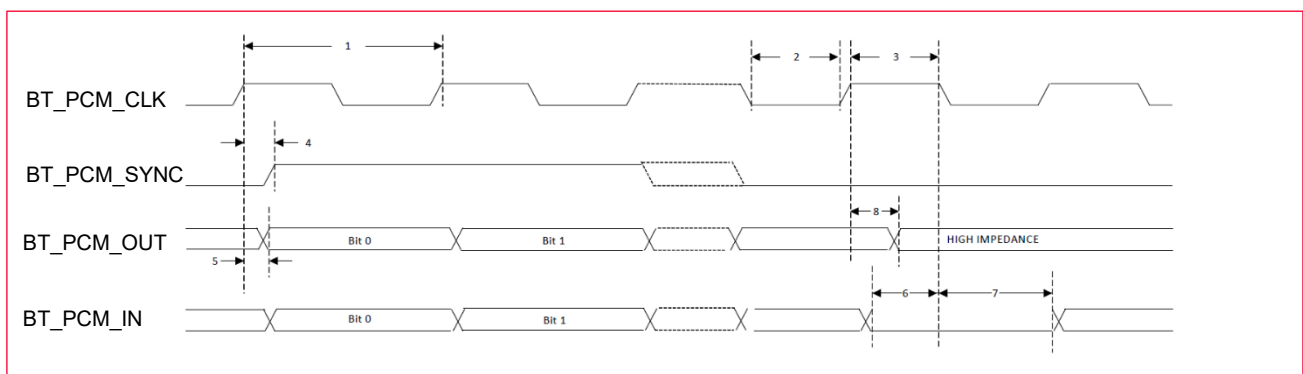 1
2
3
BT_PCM_CLK
4
BT_PCM_SYNC
8
BT_PCM_OUT
Bit 0
Bit 1
HIGH IMPEDANCE
5
6
7
BT_PCM_IN
Bit 0
Bit 1